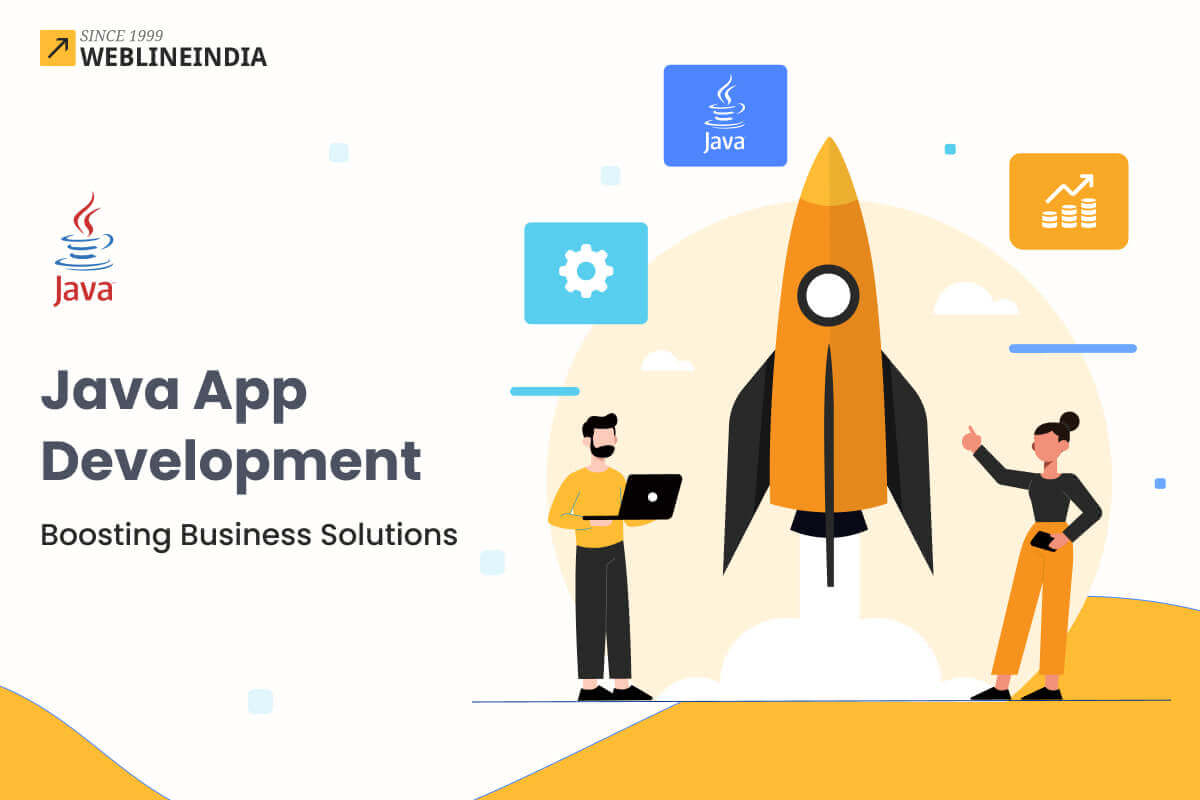 SINCE 1999
WEBLINEINDIA
Java
Java
Java App
Development
Boosting Business Solutions